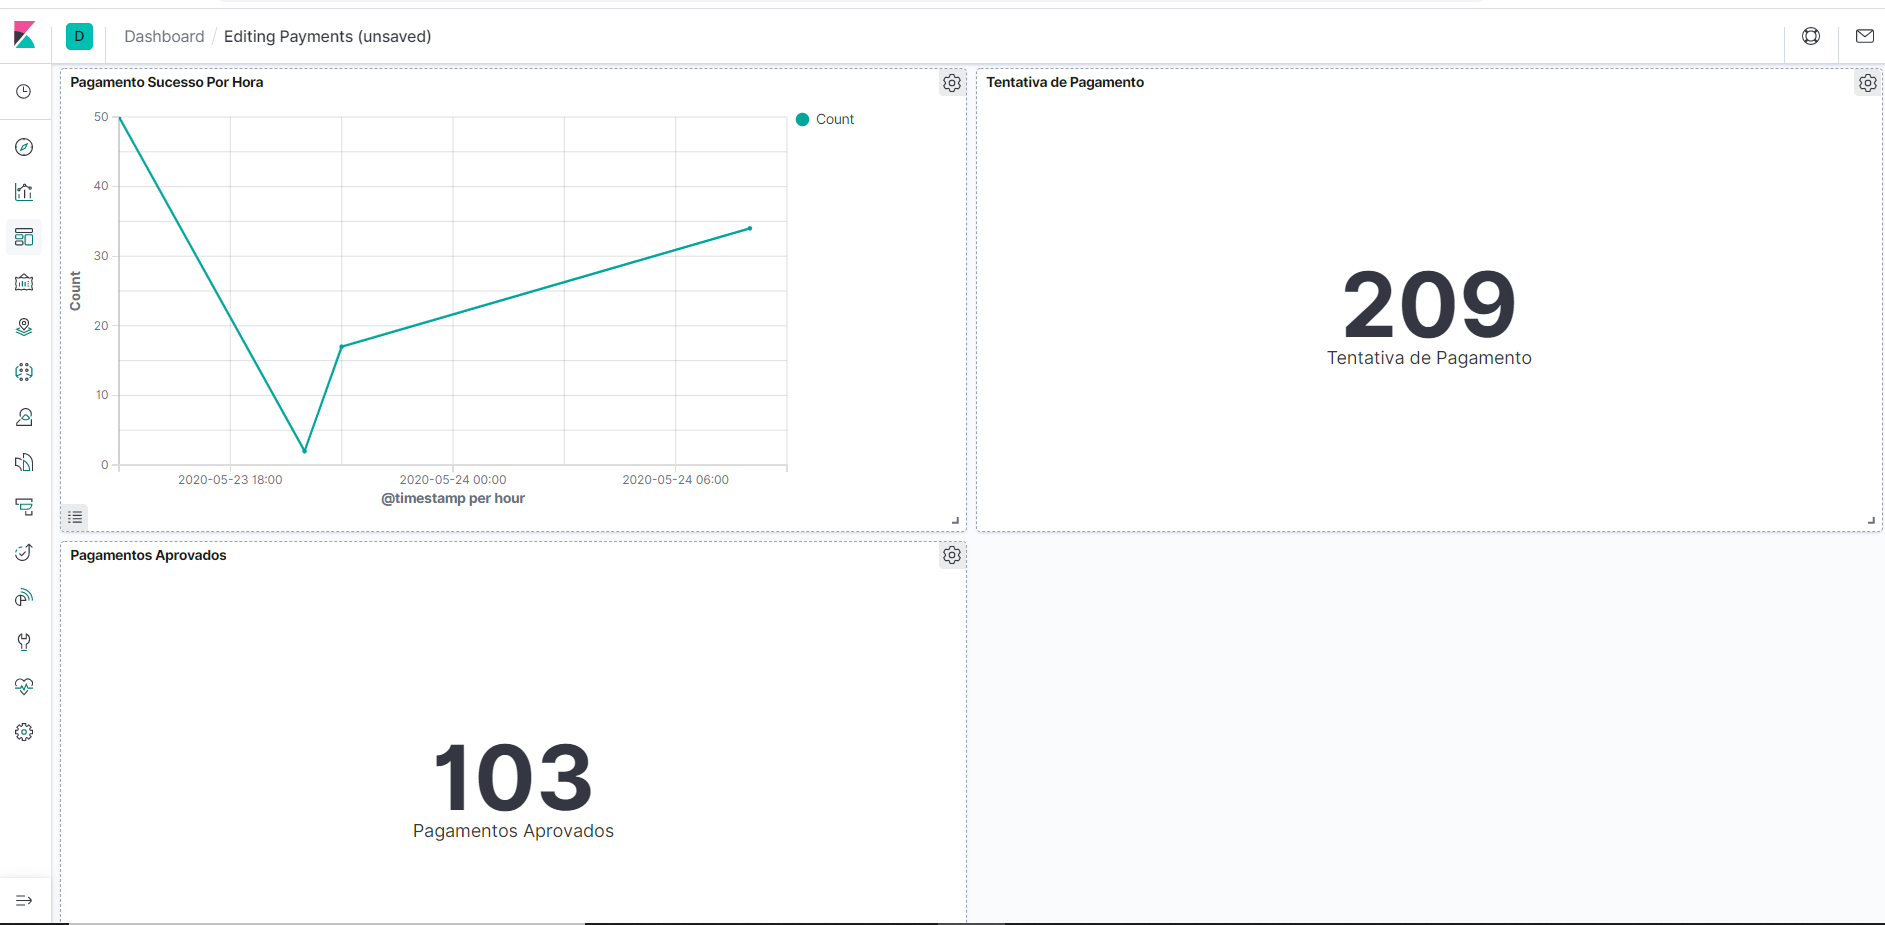 D
Dashboard / Editing Payments (unsaved)
Pagamento Sucesso Por Hora
50
40
30
20
10
0
Count
2020-05-23 18:00
2020-05-24 00:00
2020-05-24 06:00
@timestamp per hour
Count
Tentativa de Pagamento
209
Tentativa de Pagamento
Pagamentos Aprovados
103
Pagamentos Aprovados